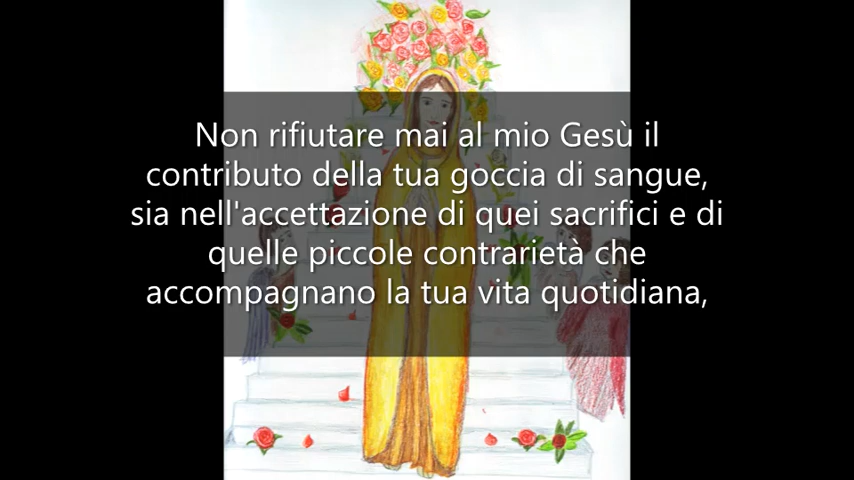 Non rifiutare mai al mio Gesù il
contributo della tua goccia di sangue,
sia nell'accettazione di quei sacrifici e di
quelle piccole contrarietà che
accompagnano la tua vita quotidiana,